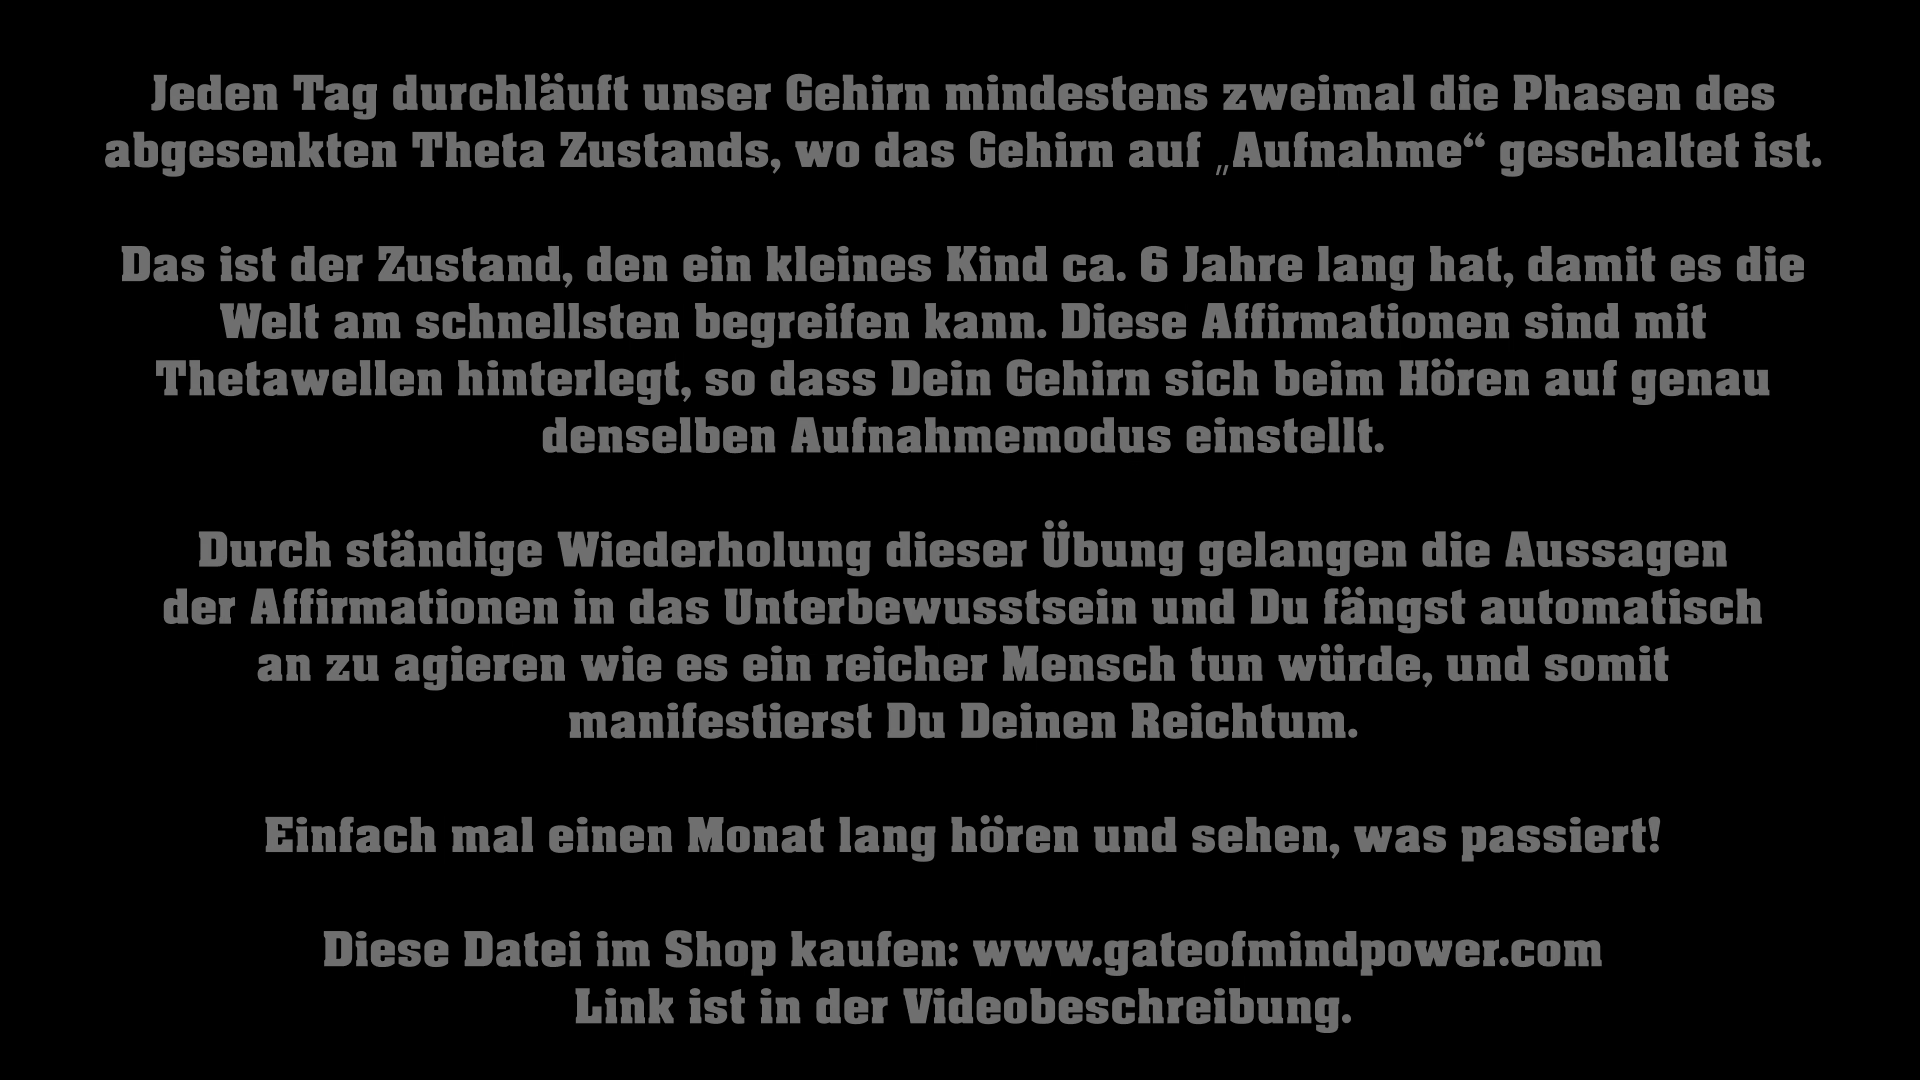 Jeden Tag durchläuft unser Gehirn mindestens zweimal die Phasen des
abgesenkten Theta Zustands, wo das Gehirn auf „Aufnahme“ geschaltet ist.
Das ist der Zustand, den ein kleines Kind ca. 6 Jahre lang hat, damit es die
Welt am schnellsten begreifen kann. Diese Affirmationen sind mit
Thetawellen hinterlegt, so dass Dein Gehirn sich beim Hören auf genau
denselben Aufnahmemodus einstellt.
Durch ständige Wiederholung dieser Übung gelangen die Aussagen
der Affirmationen in das Unterbewusstsein und Du fängst automatisch
an zu agieren wie es ein reicher Mensch tun würde, und somit
manifestierst Du Deinen Reichtum.
Einfach mal einen Monat lang hören und sehen, was passiert!
Diese Datei im Shop kaufen: www.gateofmindpower.com
Link ist in der Videobeschreibung.